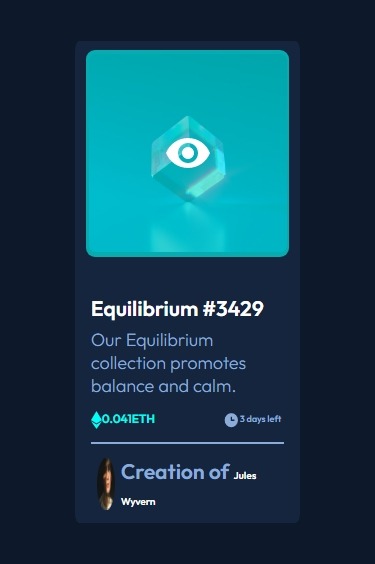 Equilibrium #3429
Our Equilibrium
collection promotes
balance and calm.
0.041ETH
3 days left
Creation of Jules
Wyvern